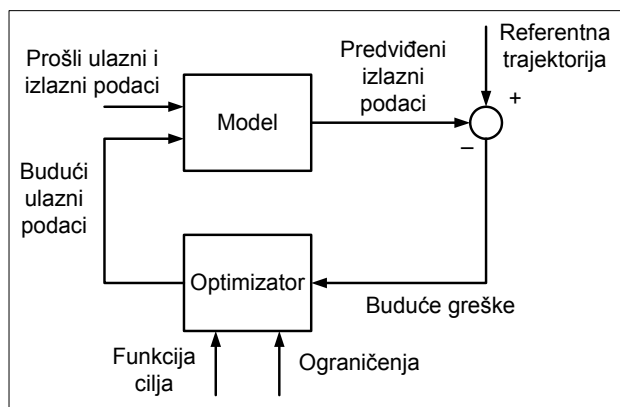 Referentna
trajektorija
Prošli ulazni i
izlazni podaci
Predviđeni
izlazni
podaci
+
Model
–
Budući
ulazni
podaci
Optimizator
Buduće greške
Funkcija
cilja
Ograničenja